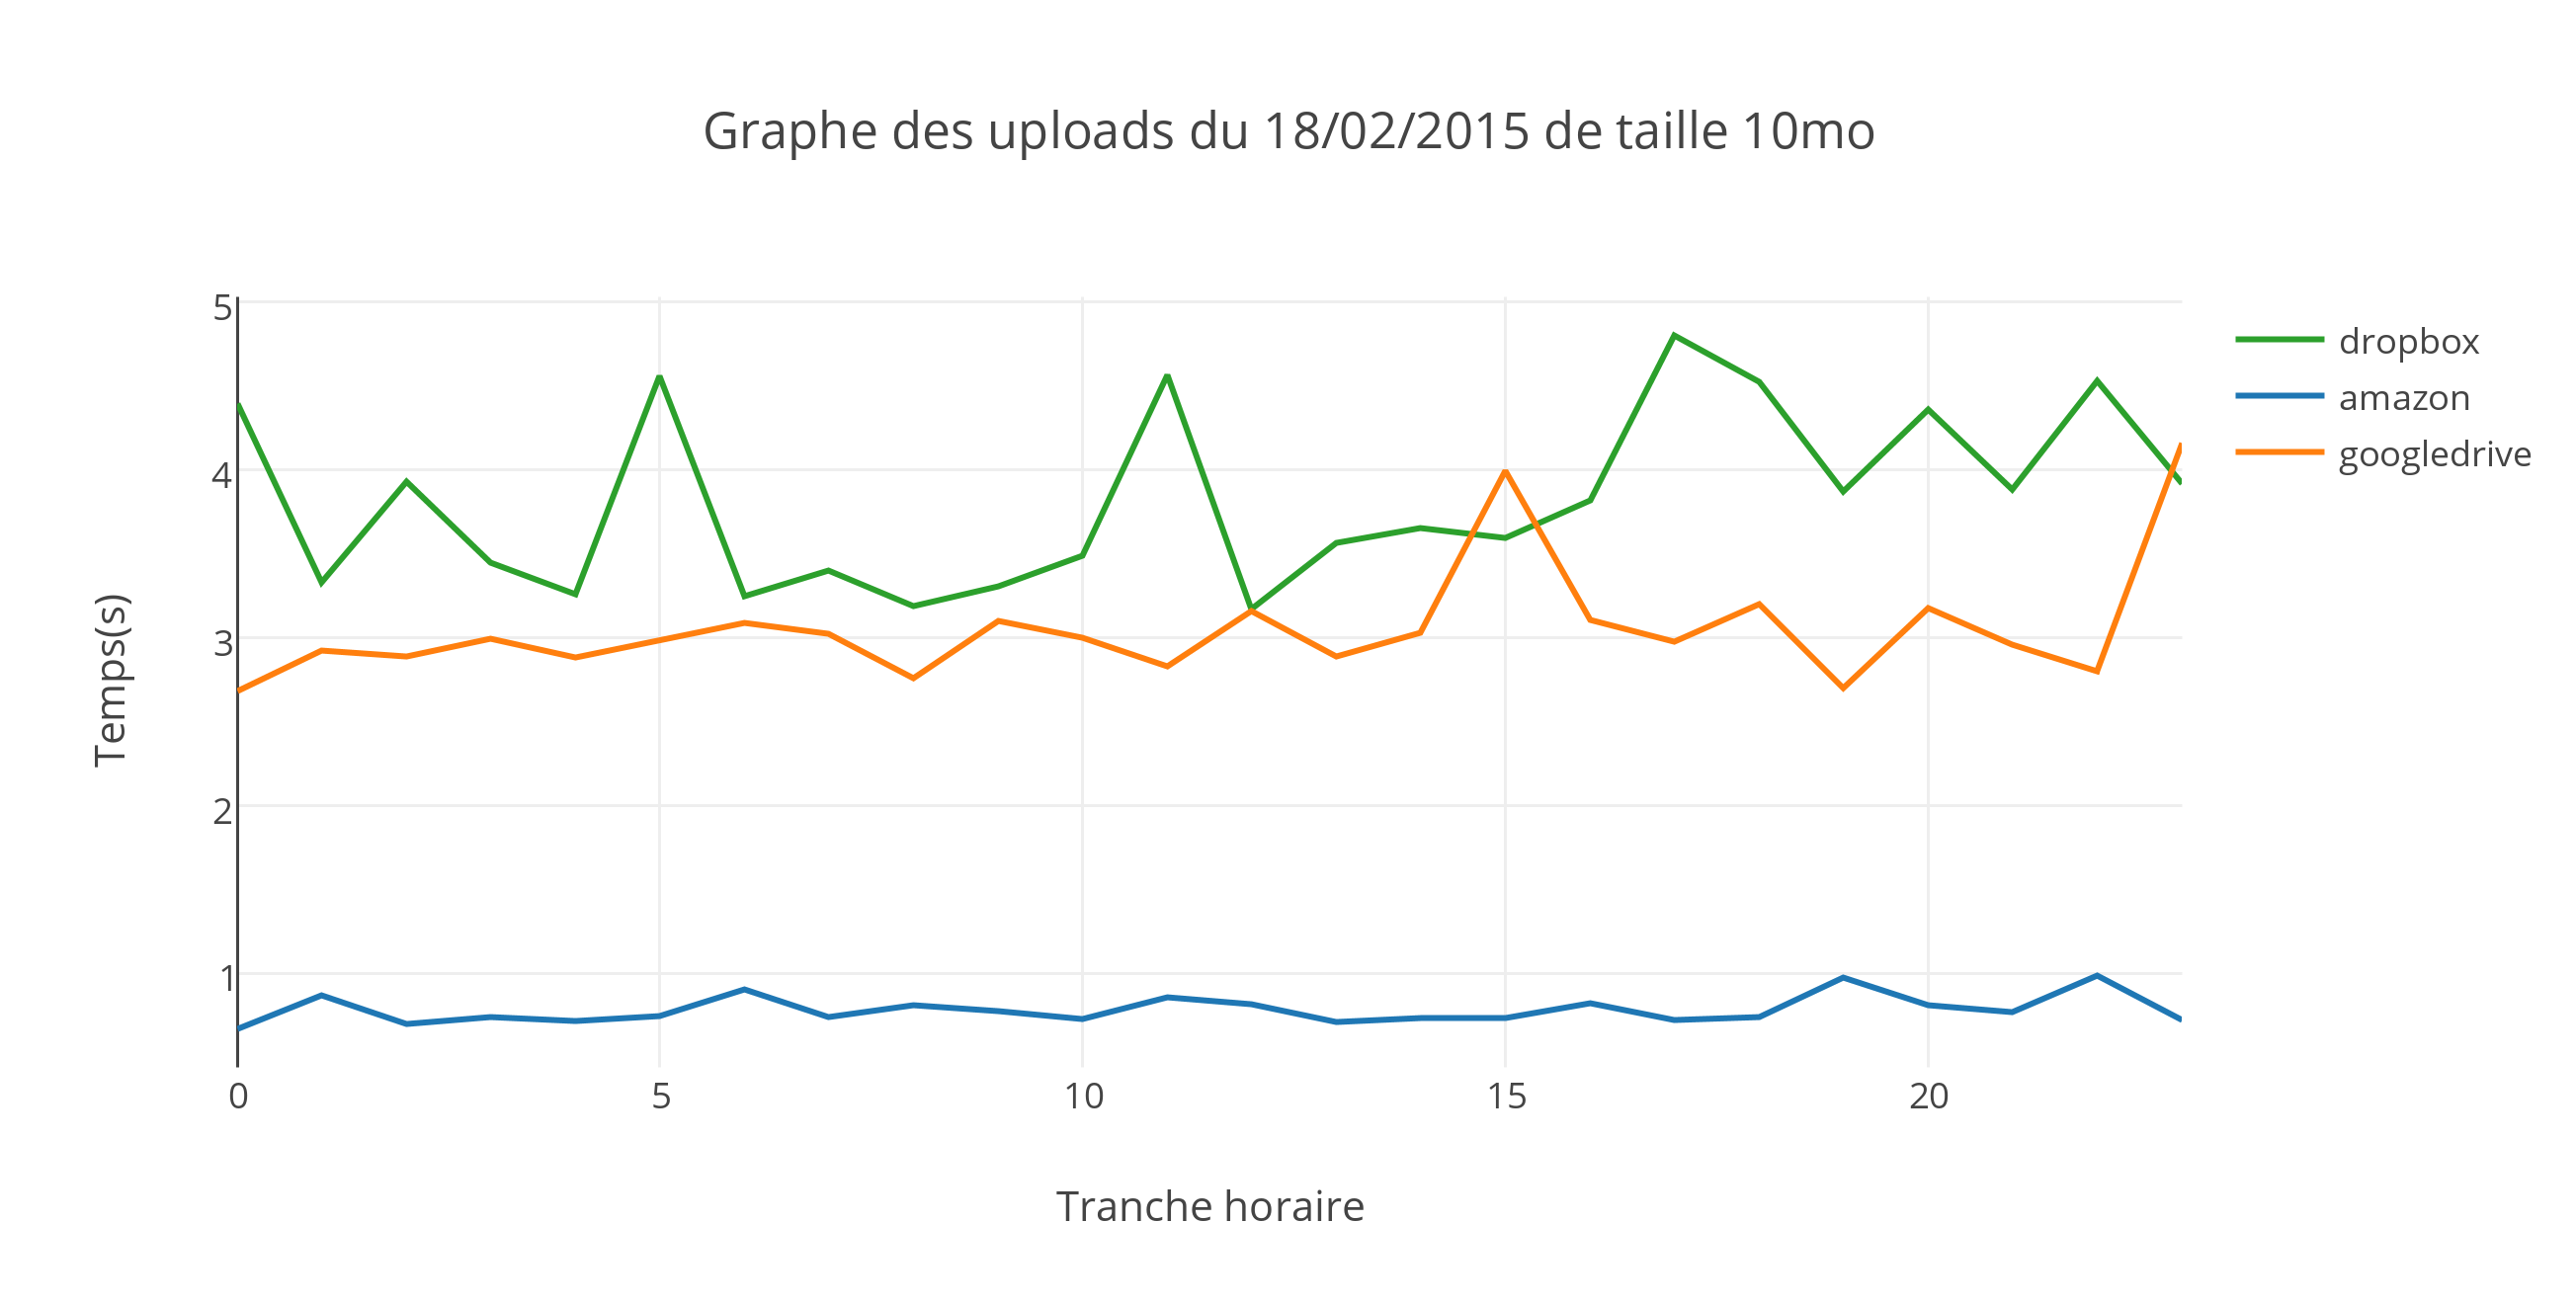 Graphe des uploads du 18/02/2015 de taille 10mo
5
4
3
2
1
Temps(s)
0 5 10 15 20
Tranche horaire
dropbox
amazon
googledrive